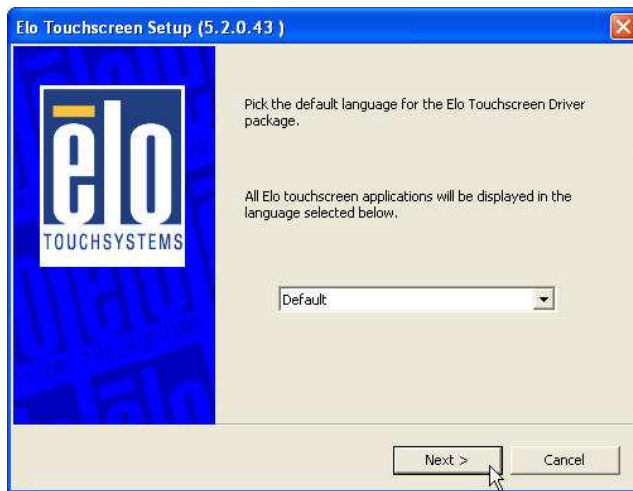 Elo Touchscreen Setup (5.2.0.43 )
elo
TOUCHSYSTEMS
Pick the default language for the Elo Touchscreen Driver
package.
All Elo touchscreen applications will be displayed in the
language selected below.
Default
Next >
Cancel